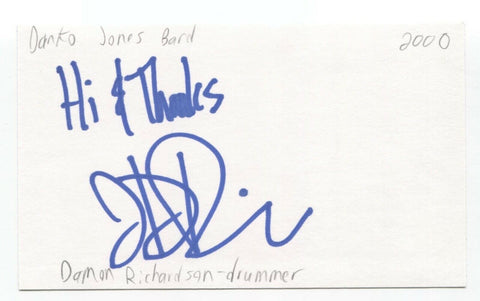 Danko Jones Band 2000
Hi & Thanks
Damon Richardson-drummer